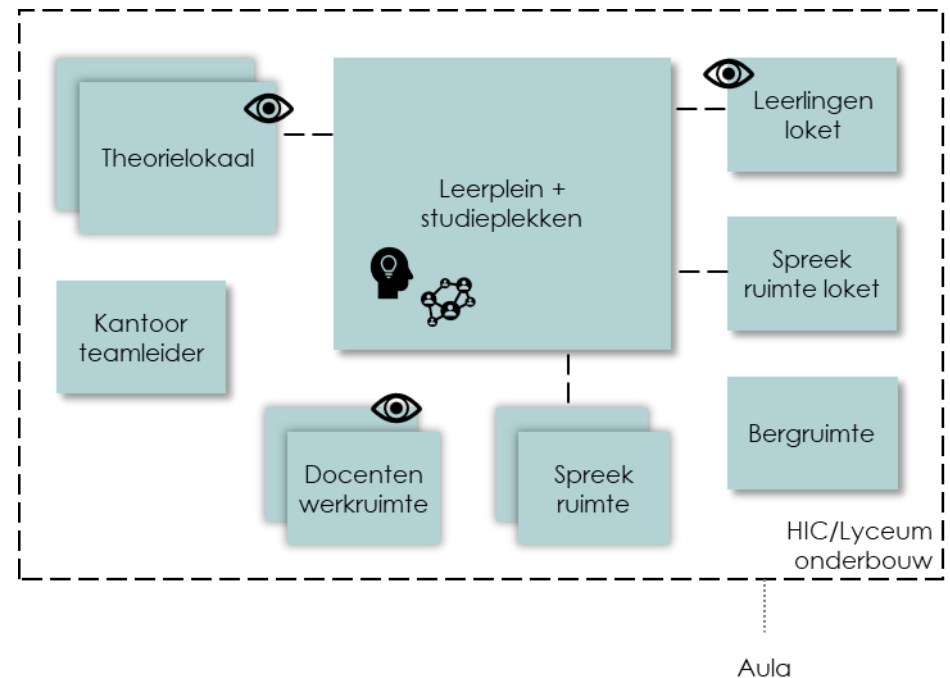 Theorielokaal
Leerplein +
studieplekken
Leerlingen
loket
Spreek
ruimte loket
Kantoor
teamleider
Docenten
werkruimte
Spreek
ruimte
Bergruimte
HIC/Lyceum
onderbouw
Aula